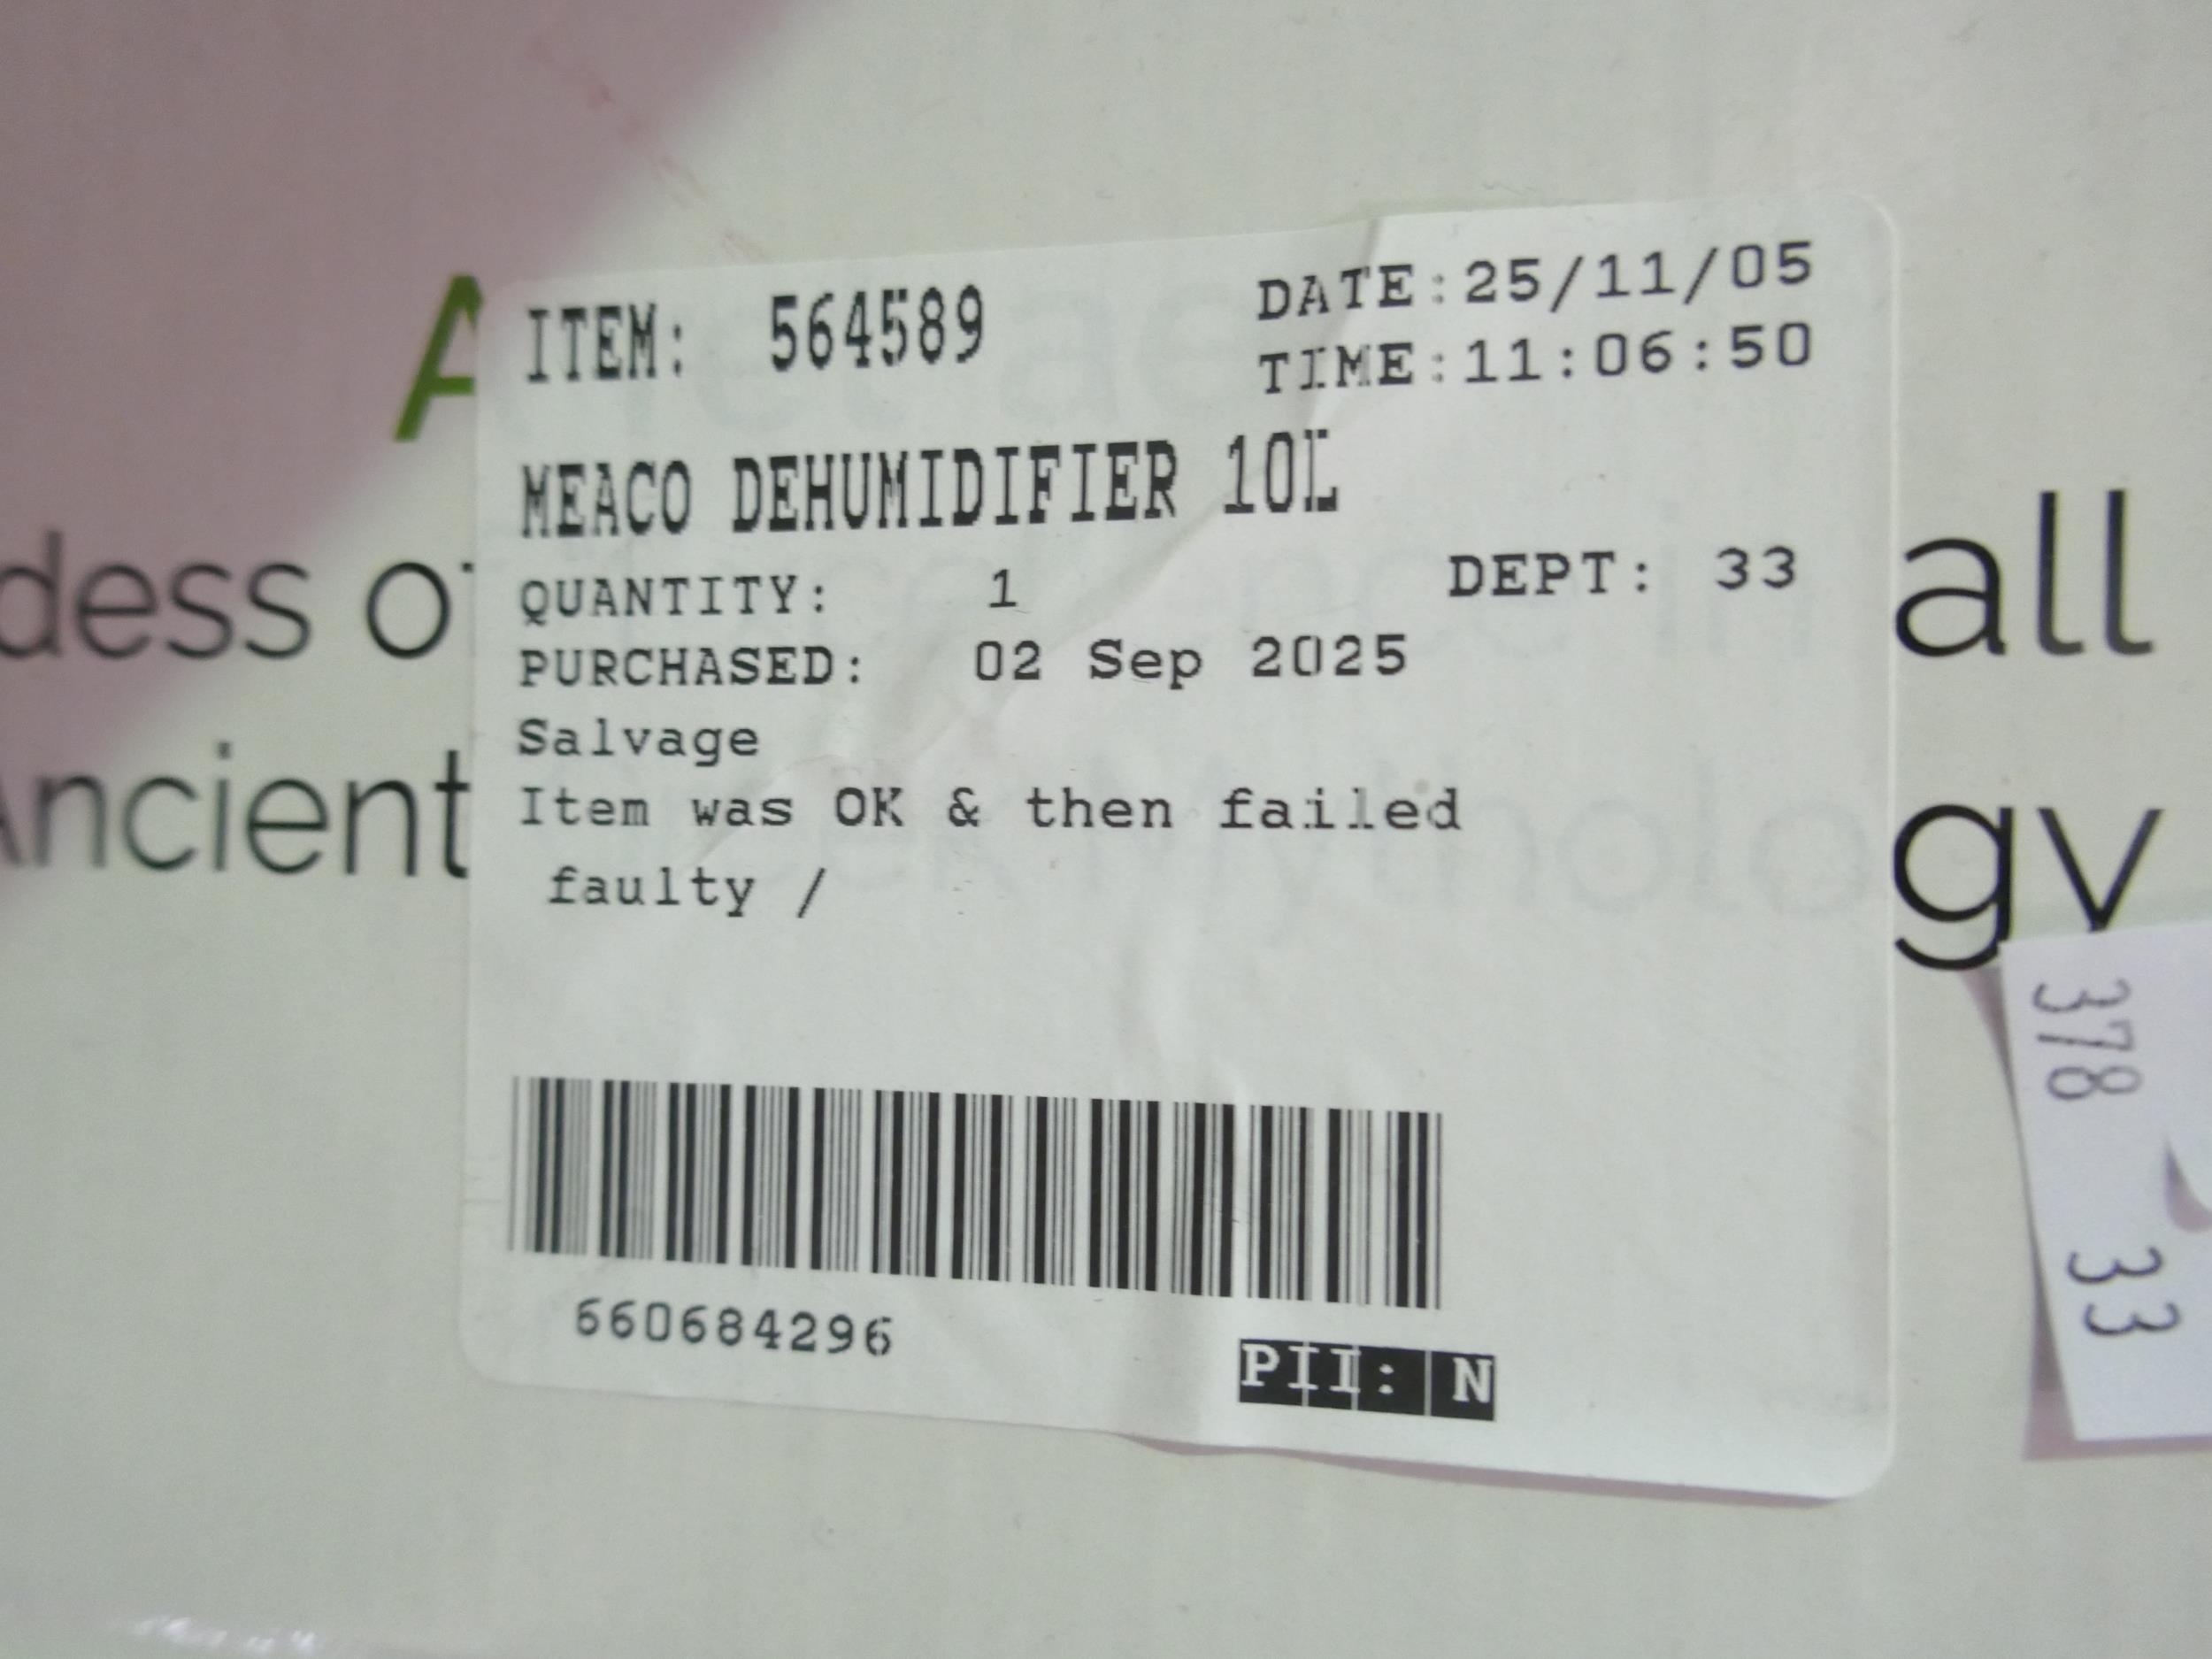 ITEM: 564589
DATE:25/11/05
TIME:11:06:50
MEACO DEHUMIDIFIER 10L
QUANTITY: 1
DEPT: 33
PURCHASED: 02 Sep 2025
Salvage
Item was OK & then failed
faulty /
660684296
PII: N
A
dess of
all
Ancient
gy
378
33